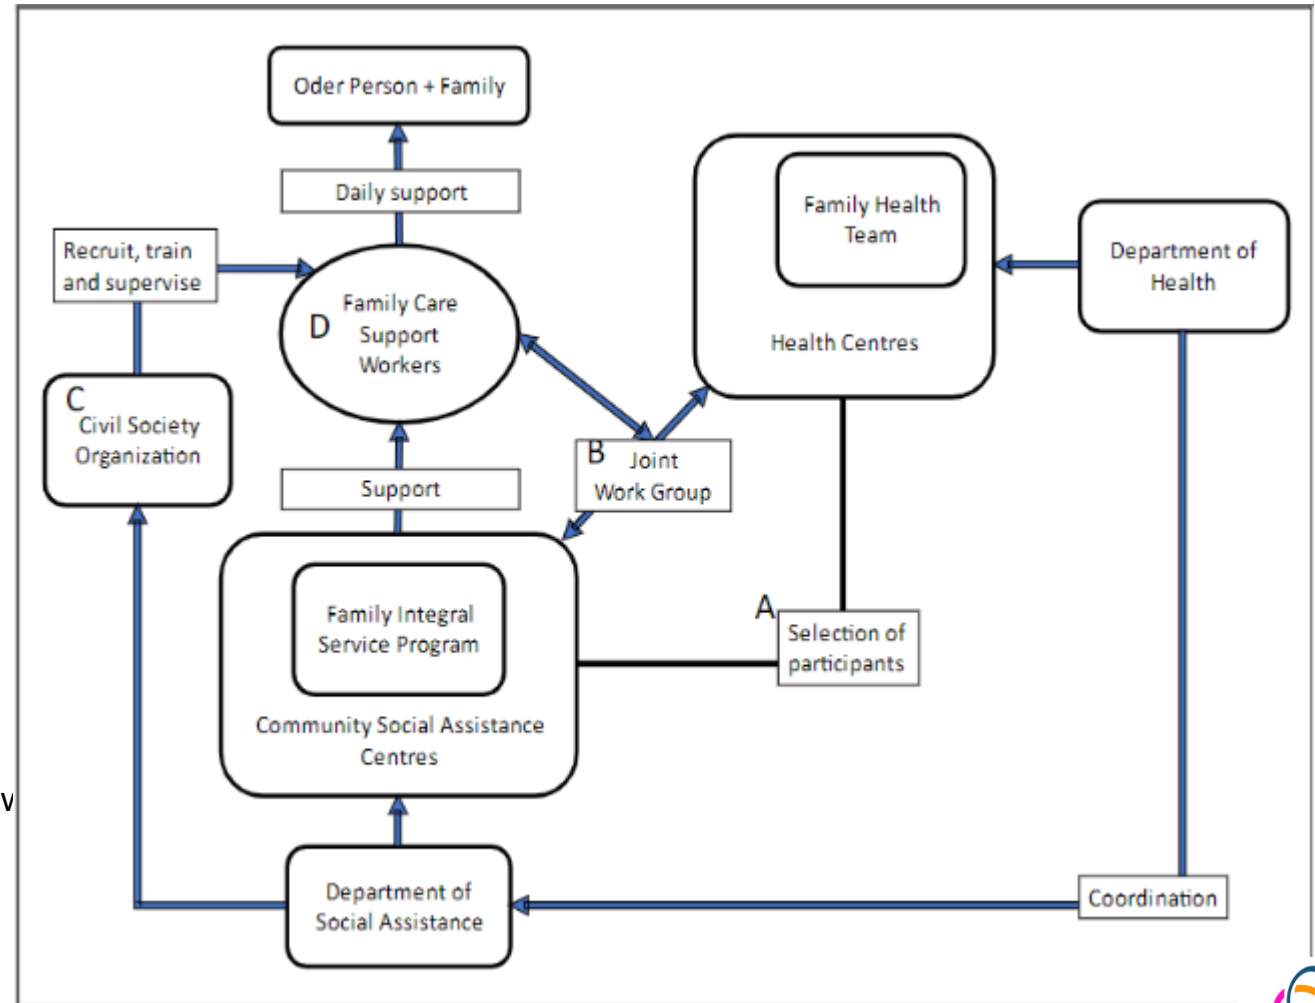 Oder Person + Family
Daily support
Recruit, train
and supervise
D
Family Care
Support
Workers
Family Health
Team
Health Centres
Department of
Health
C
Civil Society
Organization
Support
B
Joint
Work Group
A
Selection of
participants
Family Integral
Service Program
Community Social Assistance
Centres
Department of
Social Assistance
Coordination